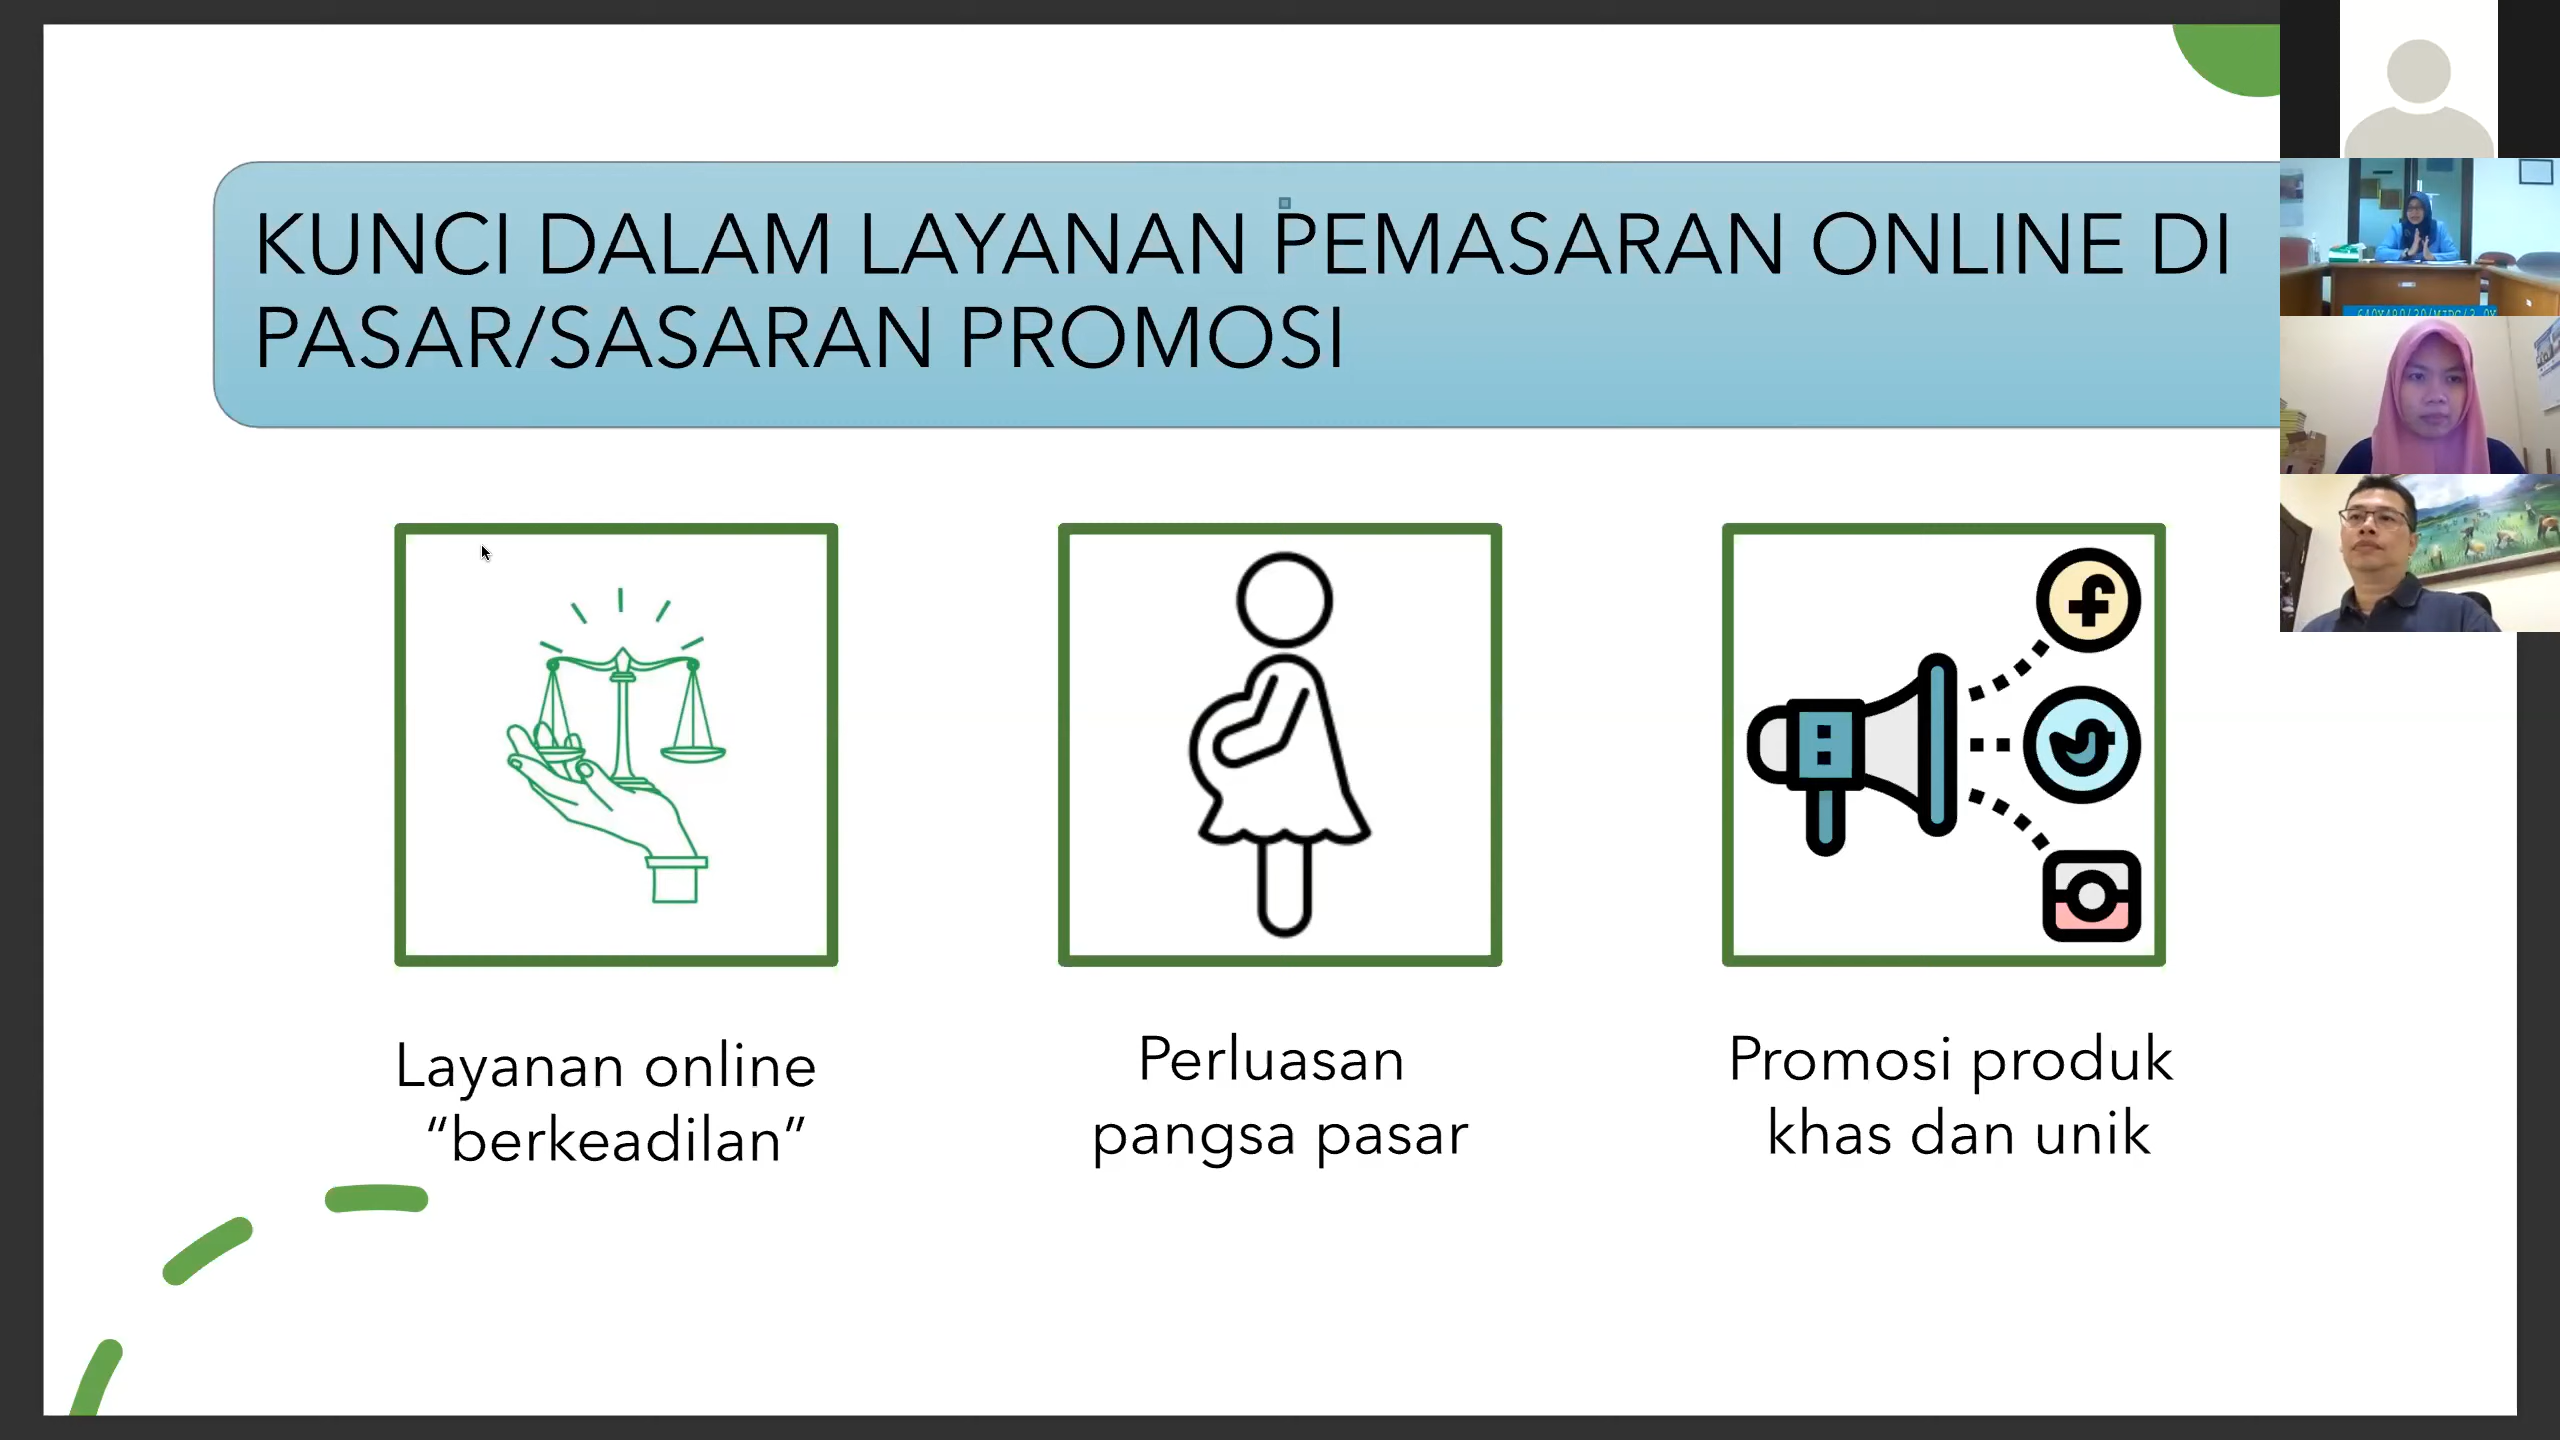 KUNCI DALAM LAYANAN PEMASARAN ONLINE DI
PASAR/SASARAN PROMOSI
Layanan online
“berkeadilan”
Perluasan
pangsa pasar
Promosi produk
khas dan unik